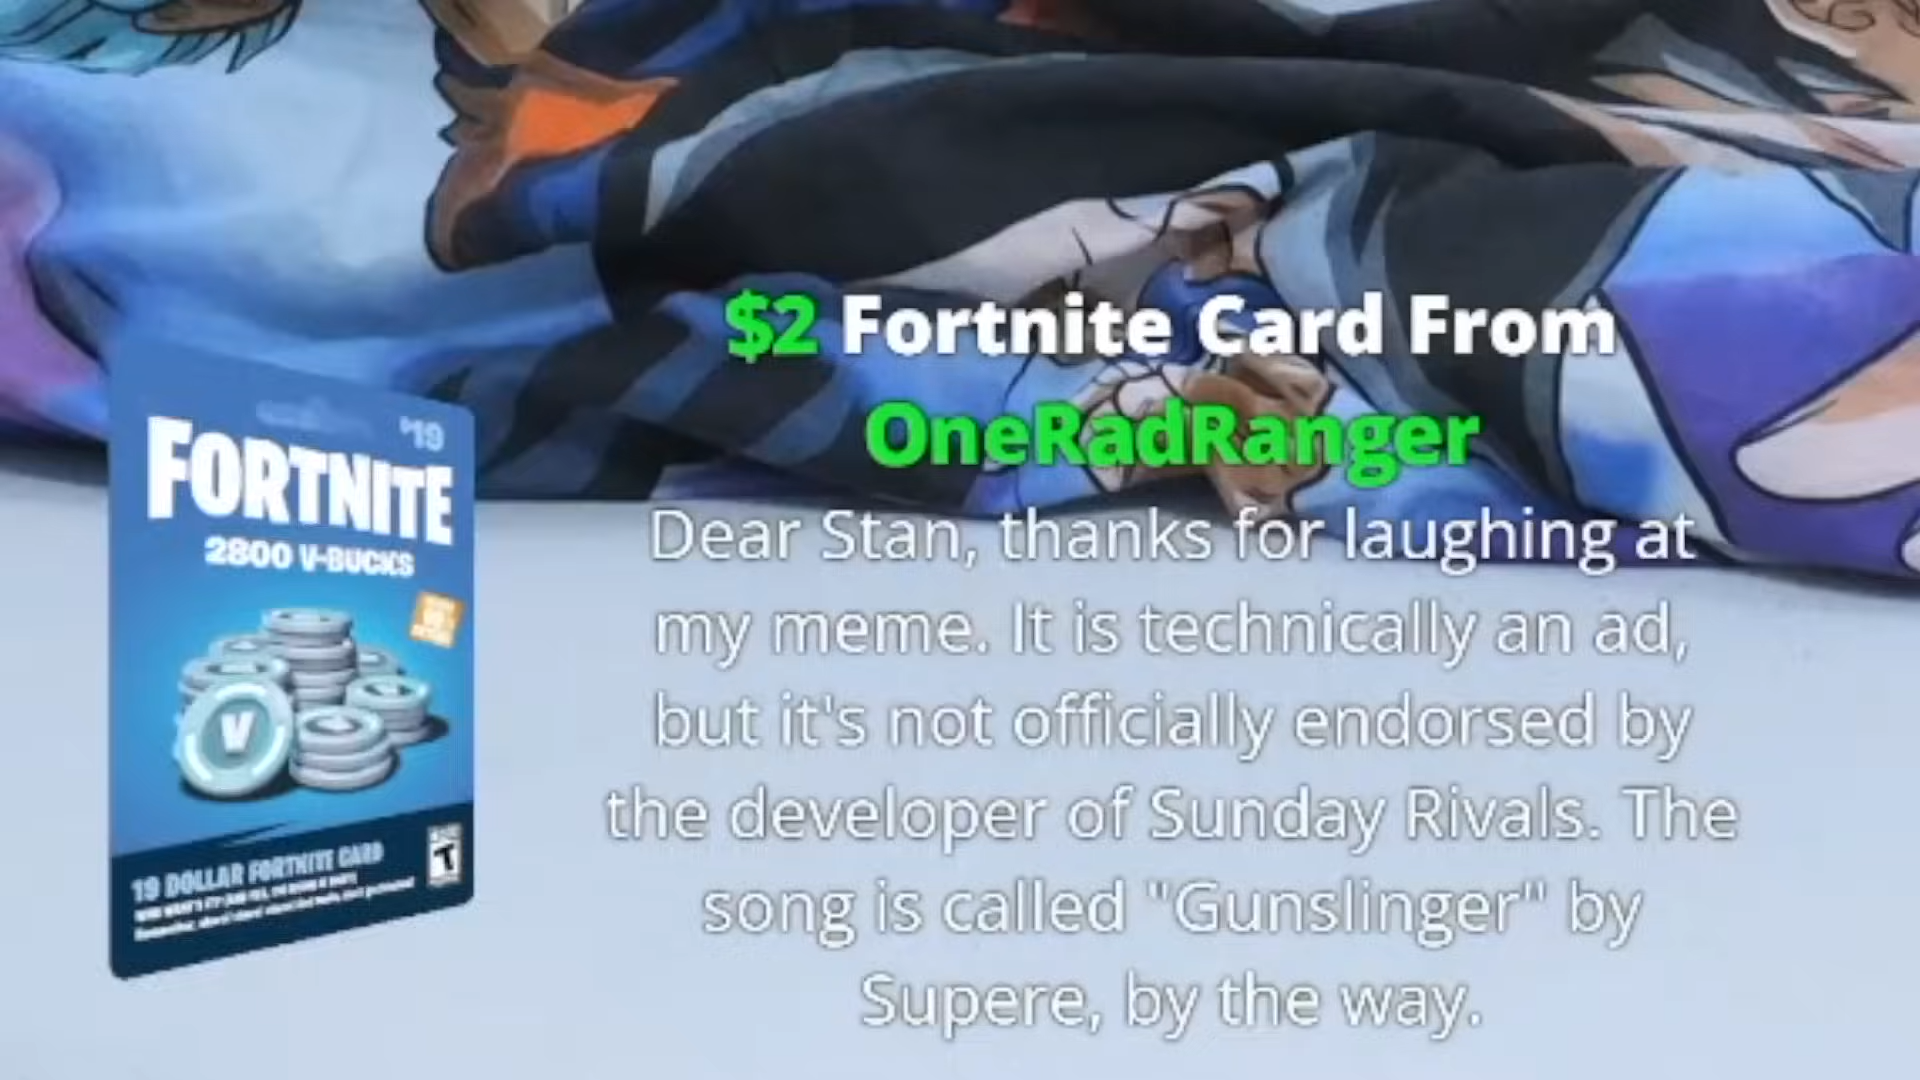 $2 Fortnite Card From
OneRadRanger
Dear Stan, thanks for laughing at
my meme. It is technically an ad,
but it's not officially endorsed by
the developer of Sunday Rivals. The
song is called "Gunslinger" by
Supere, by the way.
$19
FORTNITE
2800 V-BUCKS
V
19 DOLLAR FORTNITE CARD
T